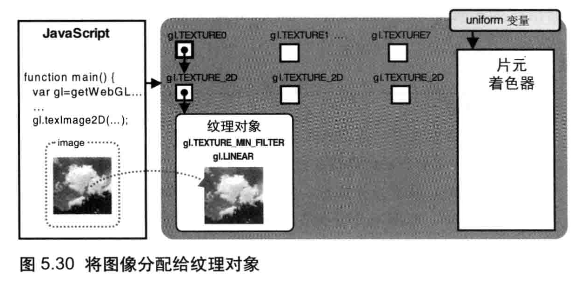 JavaScript
function main() {
var gl=getWebGL...
...
gl.texImage2D(...);
image
gl.TEXTURE0
gl.TEXTURE1 ...
gl.TEXTURE7
gl.TEXTURE_2D
gl.TEXTURE_2D
gl.TEXTURE_2D
纹理对象
gl.TEXTURE_MIN_FILTER
gl.LINEAR
uniform 变量
片元
着色器
图 5.30 将图像分配给纹理对象